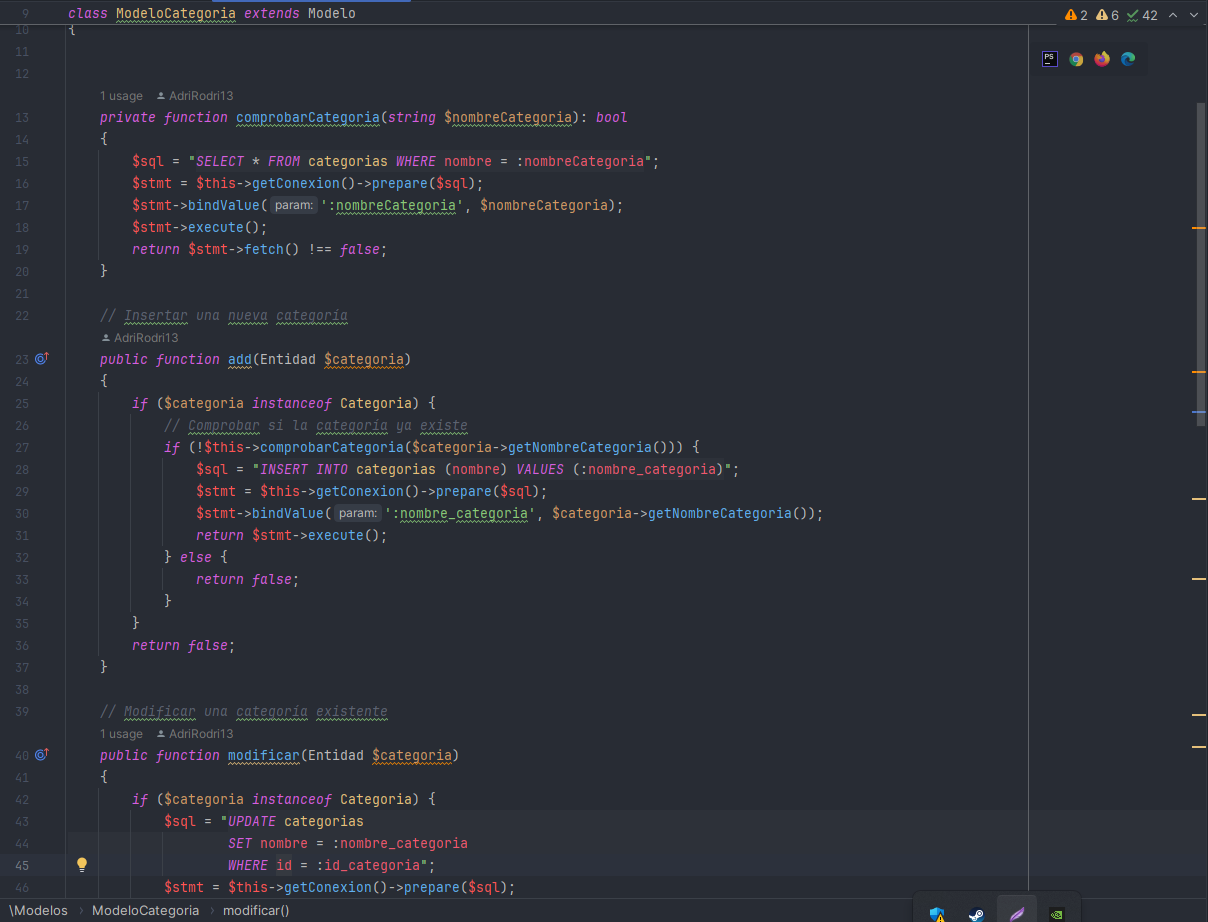 9 class ModeloCategoria extends Modelo
2 6 42
10 {
11
12
1 usage AdriRodri13
13 private function comprobarCategoria(string $nombreCategoria): bool
14 {
15 $sql = "SELECT * FROM categorias WHERE nombre = :nombreCategoria";
16 $stmt = $this->getConexion()->prepare($sql);
17 $stmt->bindValue( param: ':nombreCategoria', $nombreCategoria);
18 $stmt->execute();
19 return $stmt->fetch() !== false;
20 }
21
22 // Insertar una nueva categoria
AdriRodri13
23 public function add(Entidad $categoria)
24 {
25 if ($categoria instanceof Categoria) {
26 // Comprobar si la categoria ya existe
27 if (!$this->comprobarCategoria($categoria->getNombreCategoria())) {
28 $sql = "INSERT INTO categorias (nombre) VALUES (:nombre_categoria)";
29 $stmt = $this->getConexion()->prepare($sql);
30 $stmt->bindValue( param: ':nombre_categoria', $categoria->getNombreCategoria());
31 return $stmt->execute();
32 } else {
33 return false;
34 }
35 }
36 return false;
37 }
38
39 // Modificar una categoria existente
1 usage AdriRodri13
40 public function modificar(Entidad $categoria)
41 {
42 if ($categoria instanceof Categoria) {
43 $sql = "UPDATE categorias
44 SET nombre = :nombre_categoria
45 WHERE id = :id_categoria";
46 $stmt = $this->getConexion()->prepare($sql);
\Modelos › ModeloCategoria › modificar()
PS